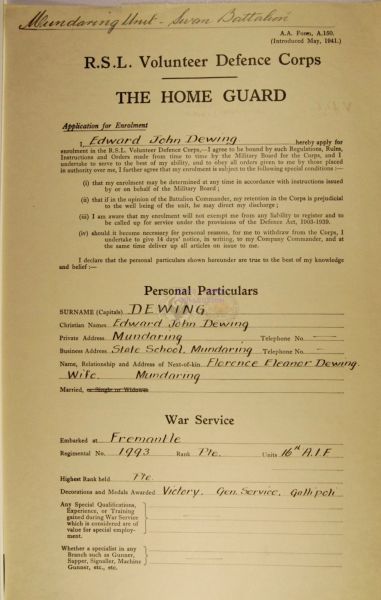 Mundaring Unit - Swan Battalion
A.A. Form, A.150.
(Introduced May, 1941.)
R.S.L. Volunteer Defence Corps
THE HOME GUARD
Application for Enrolment
I, Edward John Dewing hereby apply for
enrolment in the R.S.L. Volunteer Defence Corps,—I agree to be bound by such Regulations, Rules,
Instructions and Orders made from time to time by the Military Board for the Corps, and I
undertake to serve to the best of my ability, and to obey all orders given to me by those placed
in authority over me, I further agree that my enrolment is subject to the following special conditions :—
(i) that my enrolment may be determined at any time in accordance with instructions issued
by or on behalf of the Military Board ;
(ii) that if in the opinion of the Battalion Commander, my retention in the Corps is prejudicial
to the well being of the unit, he may direct my discharge ;
(iii) I am aware that my enrolment will not exempt me from any liability to register and to
be called up for service under the provisions of the Defence Act, 1903-1939.
(iv) should it become necessary for personal reasons, for me to withdraw from the Corps, I
undertake to give 14 days' notice, in writing, to my Company Commander, and at
the same time deliver up all articles on issue to me.
I declare that the personal particulars shown hereunder are true to the best of my knowledge
and belief :—
Personal Particulars
SURNAME (Capitals) DEWING
Christian Names Edward John Dewing
Private Address Mundaring Telephone No. —
Business Address State School, Mundaring Telephone No. —
Name, Relationship and Address of Next-of-kin Florence Eleanor Dewing.
Wife. Mundaring
Married, or Single or Widower
War Service
Embarked at Fremantle
Regimental No. 1993 Rank Pte. Units 16th A.I.F
Highest Rank held Pte.
Decorations and Medals Awarded Victory. Gen. Service. Gallipoli
Any Special Qualifications,
Experience, or Training
gained during War Service
which is considered are of
value for special employ-
ment.
Whether a specialist in any
Branch such as Gunner,
Sapper, Signaller, Machine
Gunner, etc., etc.